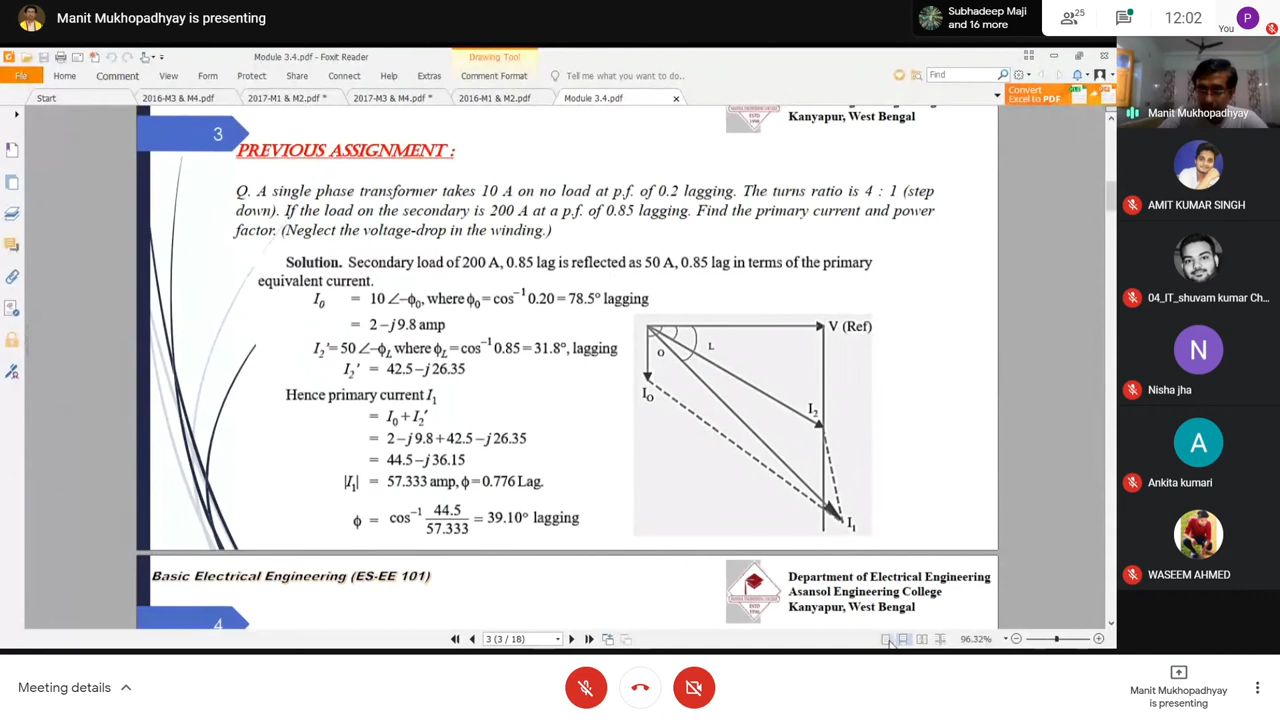 Manit Mukhopadhyay is presenting
Subhadeep Maji
and 16 more
25
12:02
You
P
Module 3.4.pdf - Foxit Reader
Drawing Tool
File
Home
Comment
View
Form
Protect
Share
Connect
Help
Extras
Comment Format
Tell me what you want to do..
Find
Start
2016-M3 & M4.pdf
2017-M1 & M2.pdf *
2017-M3 & M4.pdf *
2016-M1 & M2.pdf
Module 3.4.pdf
Convert
Excel to PDF
3
Kanyapur, West Bengal
PREVIOUS ASSIGNMENT :
Q. A single phase transformer takes 10 A on no load at p.f. of 0.2 lagging. The turns ratio is 4 : 1 (step
down). If the load on the secondary is 200 A at a p.f. of 0.85 lagging. Find the primary current and power
factor. (Neglect the voltage-drop in the winding.)
Solution. Secondary load of 200 A, 0.85 lag is reflected as 50 A, 0.85 lag in terms of the primary
equivalent current.
I₀ = 10 ∠–ϕ₀, where ϕ₀ = cos⁻¹ 0.20 = 78.5° lagging
= 2 – j 9.8 amp
I₂′ = 50 ∠–ϕL where ϕL = cos⁻¹ 0.85 = 31.8°, lagging
I₂′ = 42.5 – j 26.35
Hence primary current I₁
= I₀ + I₂′
= 2 – j 9.8 + 42.5 – j 26.35
= 44.5 – j 36.15
|I₁| = 57.333 amp, ϕ = 0.776 Lag.
ϕ = cos⁻¹ 44.5/57.333 = 39.10° lagging
V (Ref)
O
L
I₀
I₂
I₁
Basic Electrical Engineering (ES-EE 101)
Department of Electrical Engineering
Asansol Engineering College
Kanyapur, West Bengal
4
3 (3 / 18)
96.32%
Manit Mukhopadhyay
AMIT KUMAR SINGH
04_IT_shuvam kumar Ch...
N
Nisha jha
A
Ankita kumari
WASEEM AHMED
Meeting details
Manit Mukhopadhyay
is presenting